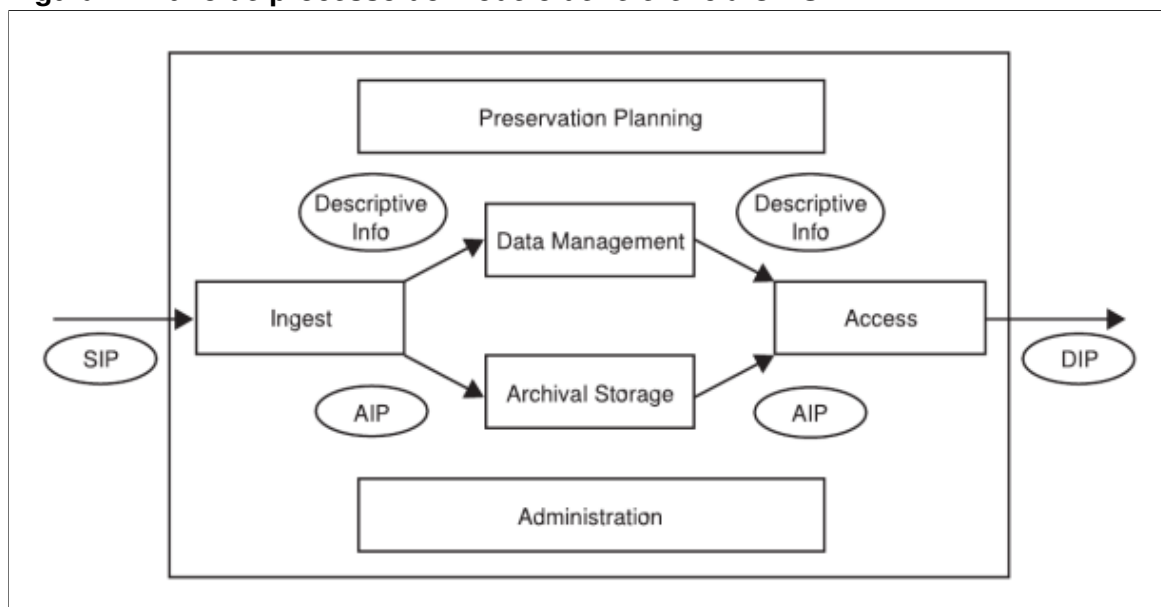 Preservation Planning
Descriptive
Info
Descriptive
Info
Data Management
Ingest
Access
SIP
DIP
Archival Storage
AIP
AIP
Administration